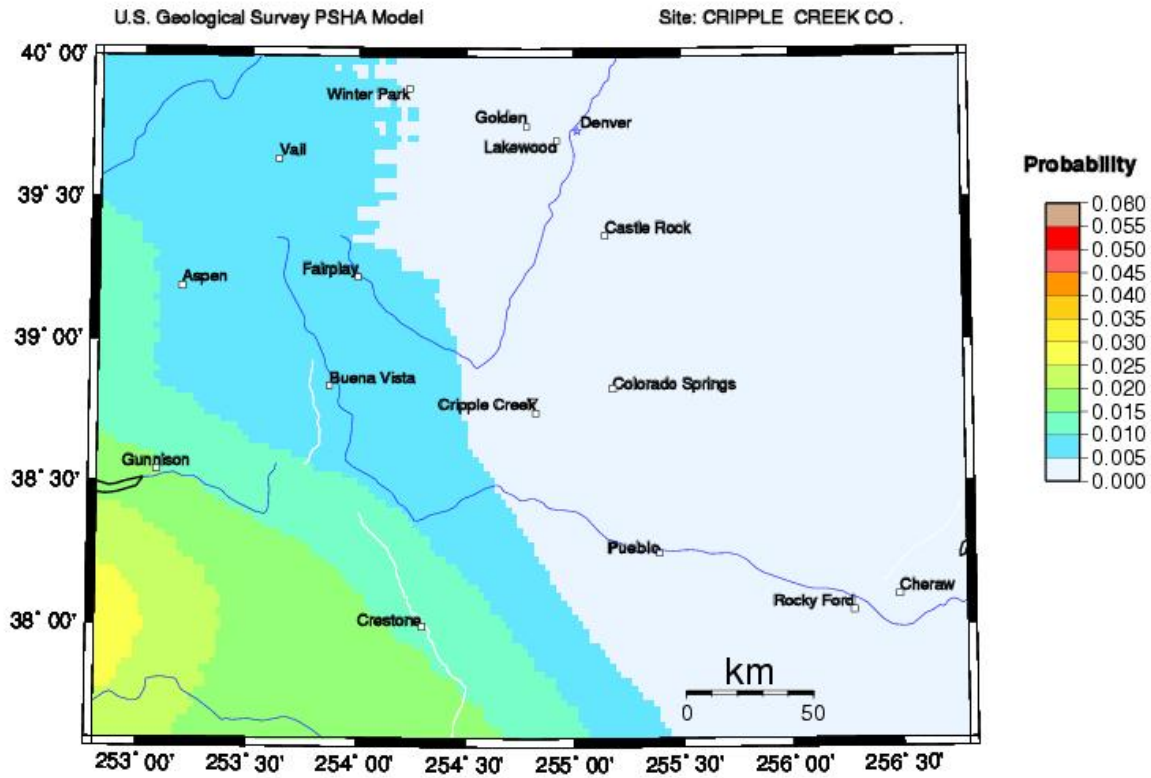 U.S. Geological Survey PSHA Model Site: CRIPPLE CREEK CO .
40° 00'
Winter Park
Golden
Denver
Lakewood
Vail
Probability
39° 30'
0.060
0.055
0.050
0.045
0.040
0.035
0.030
0.025
0.020
0.015
0.010
0.005
0.000
Castle Rock
Aspen
Fairplay
39° 00'
Buena Vista
Colorado Springs
Cripple Creek
Gunnison
38° 30'
Pueblo
Cheraw
Rocky Ford
38° 00'
Crestone
km
0 50
253° 00' 253° 30' 254° 00' 254° 30' 255° 00' 255° 30' 256° 00' 256° 30'